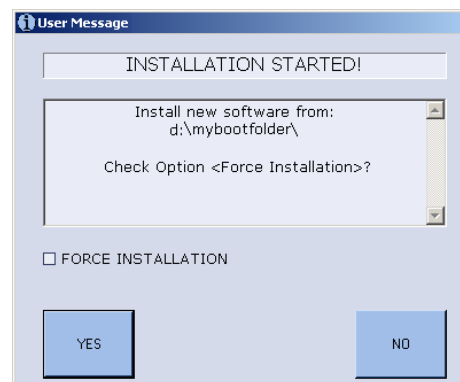 User Message
INSTALLATION STARTED!
Install new software from:
d:\mybootfolder\
Check Option <Force Installation>?
FORCE INSTALLATION
YES
NO